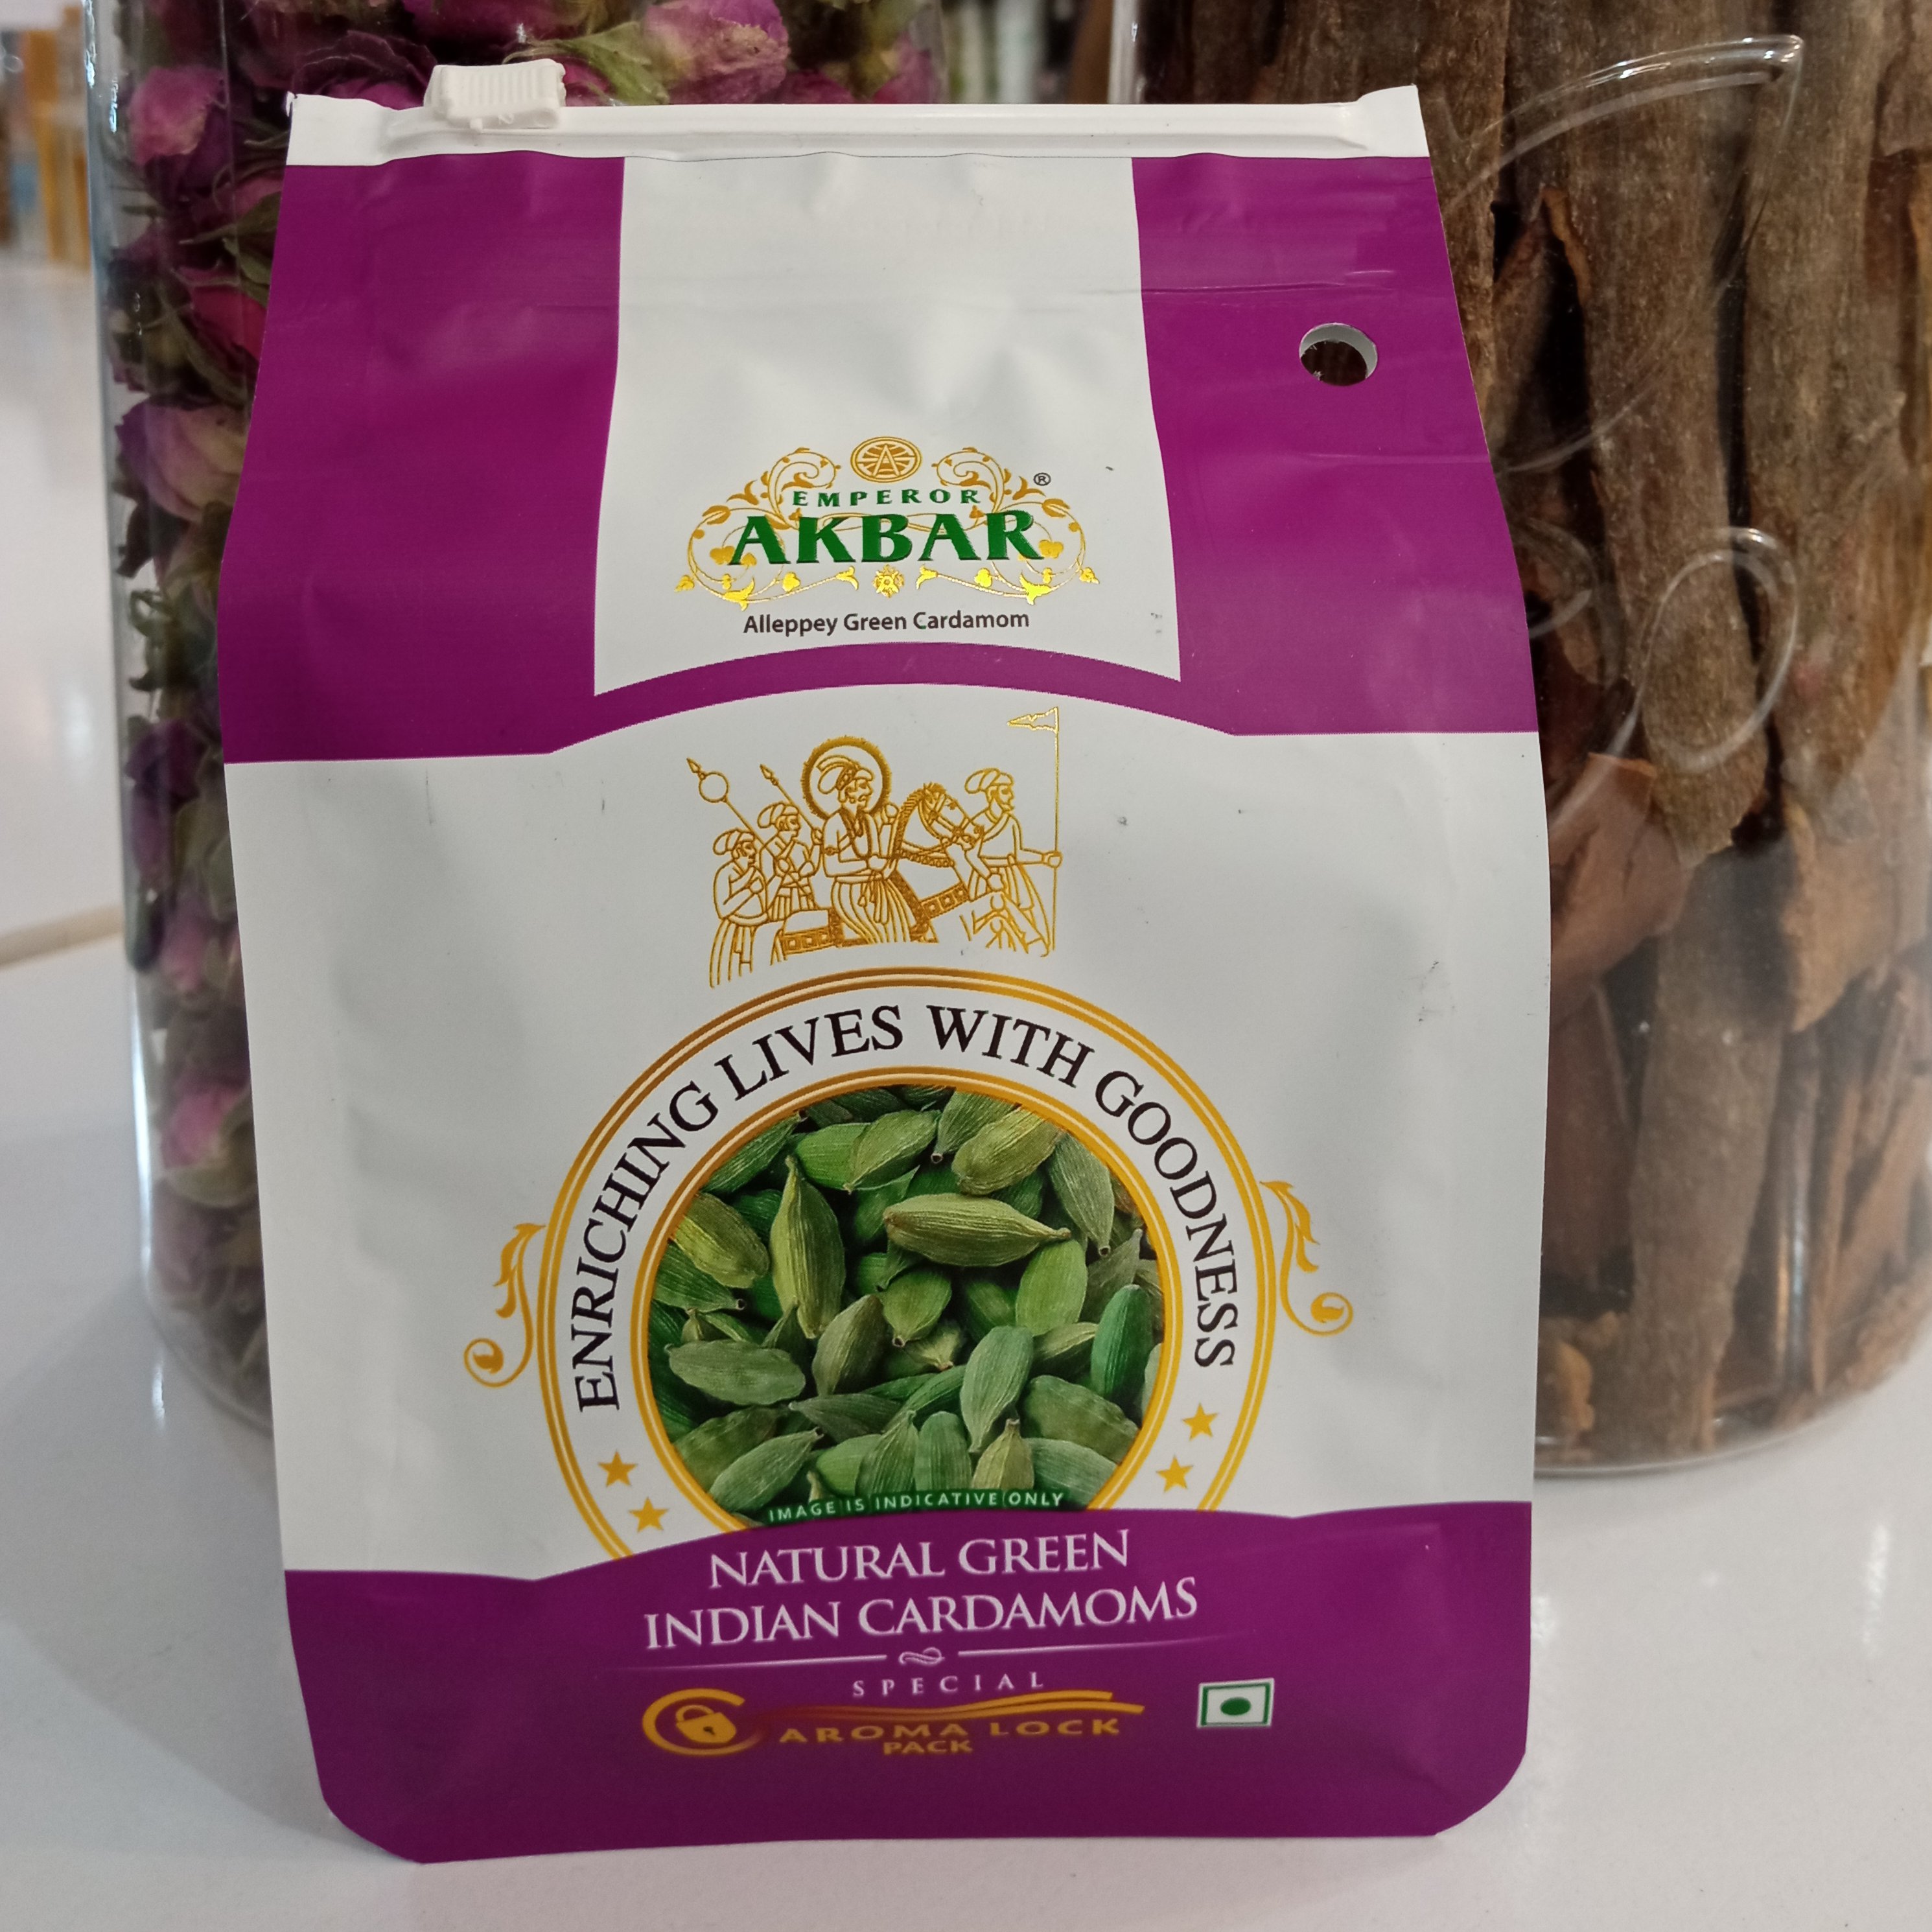 EMPEROR
AKBAR ®
Alleppey Green Cardamom
ENRICHING LIVES WITH GOODNESS
IMAGE IS INDICATIVE ONLY
NATURAL GREEN
INDIAN CARDAMOMS
SPECIAL
AROMA LOCK
PACK